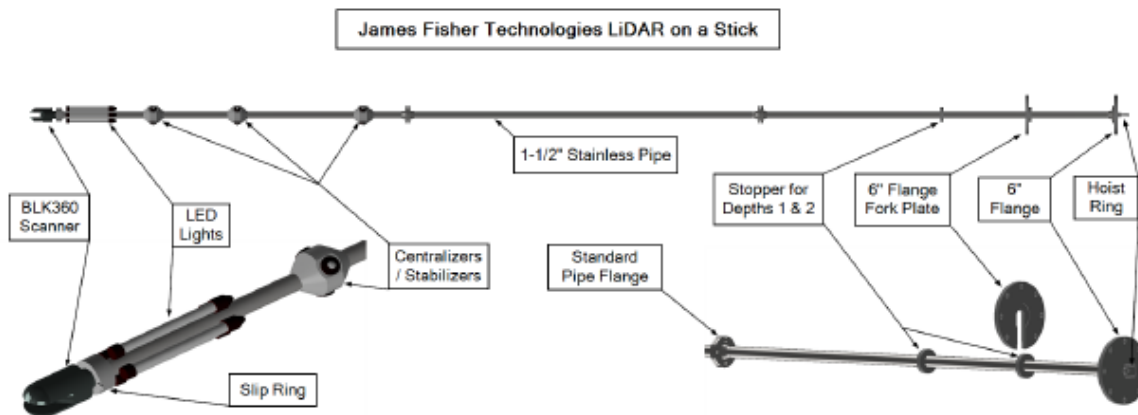 James Fisher Technologies LiDAR on a Stick
1-1/2" Stainless Pipe
BLK360
Scanner
LED
Lights
Centralizers
/ Stabilizers
Stopper for
Depths 1 & 2
6" Flange
Fork Plate
6"
Flange
Hoist
Ring
Standard
Pipe Flange
Slip Ring